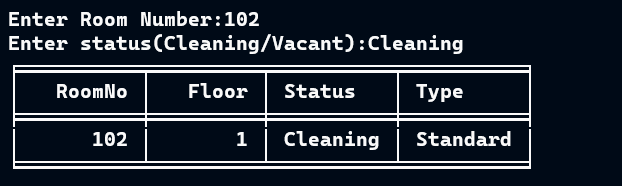 Enter Room Number:102
Enter status(Cleaning/Vacant):Cleaning
RoomNo Floor Status Type
102 1 Cleaning Standard